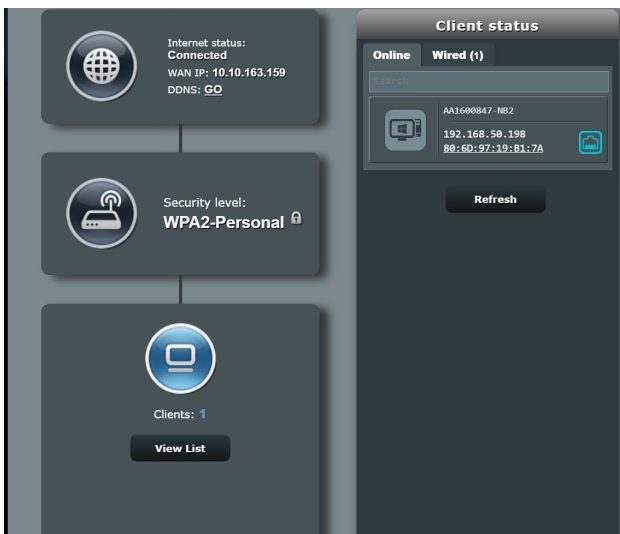 Internet status:
Connected
WAN IP: 10.10.163.159
DDNS: GO
Security level:
WPA2-Personal
Clients: 1
View List
Client status
Online Wired (1)
Search
AA1600847-NB2
192.168.50.198
80:6D:97:19:B1:7A
Refresh